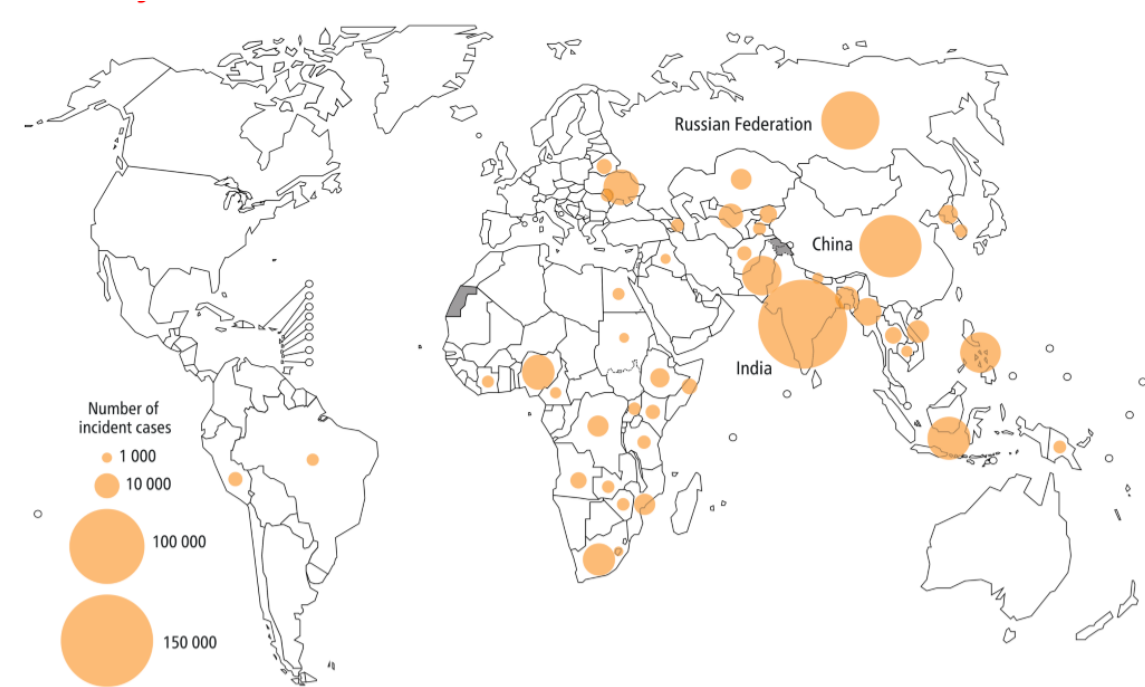 Russian Federation
China
India
Number of
incident cases
1 000
10 000
100 000
150 000